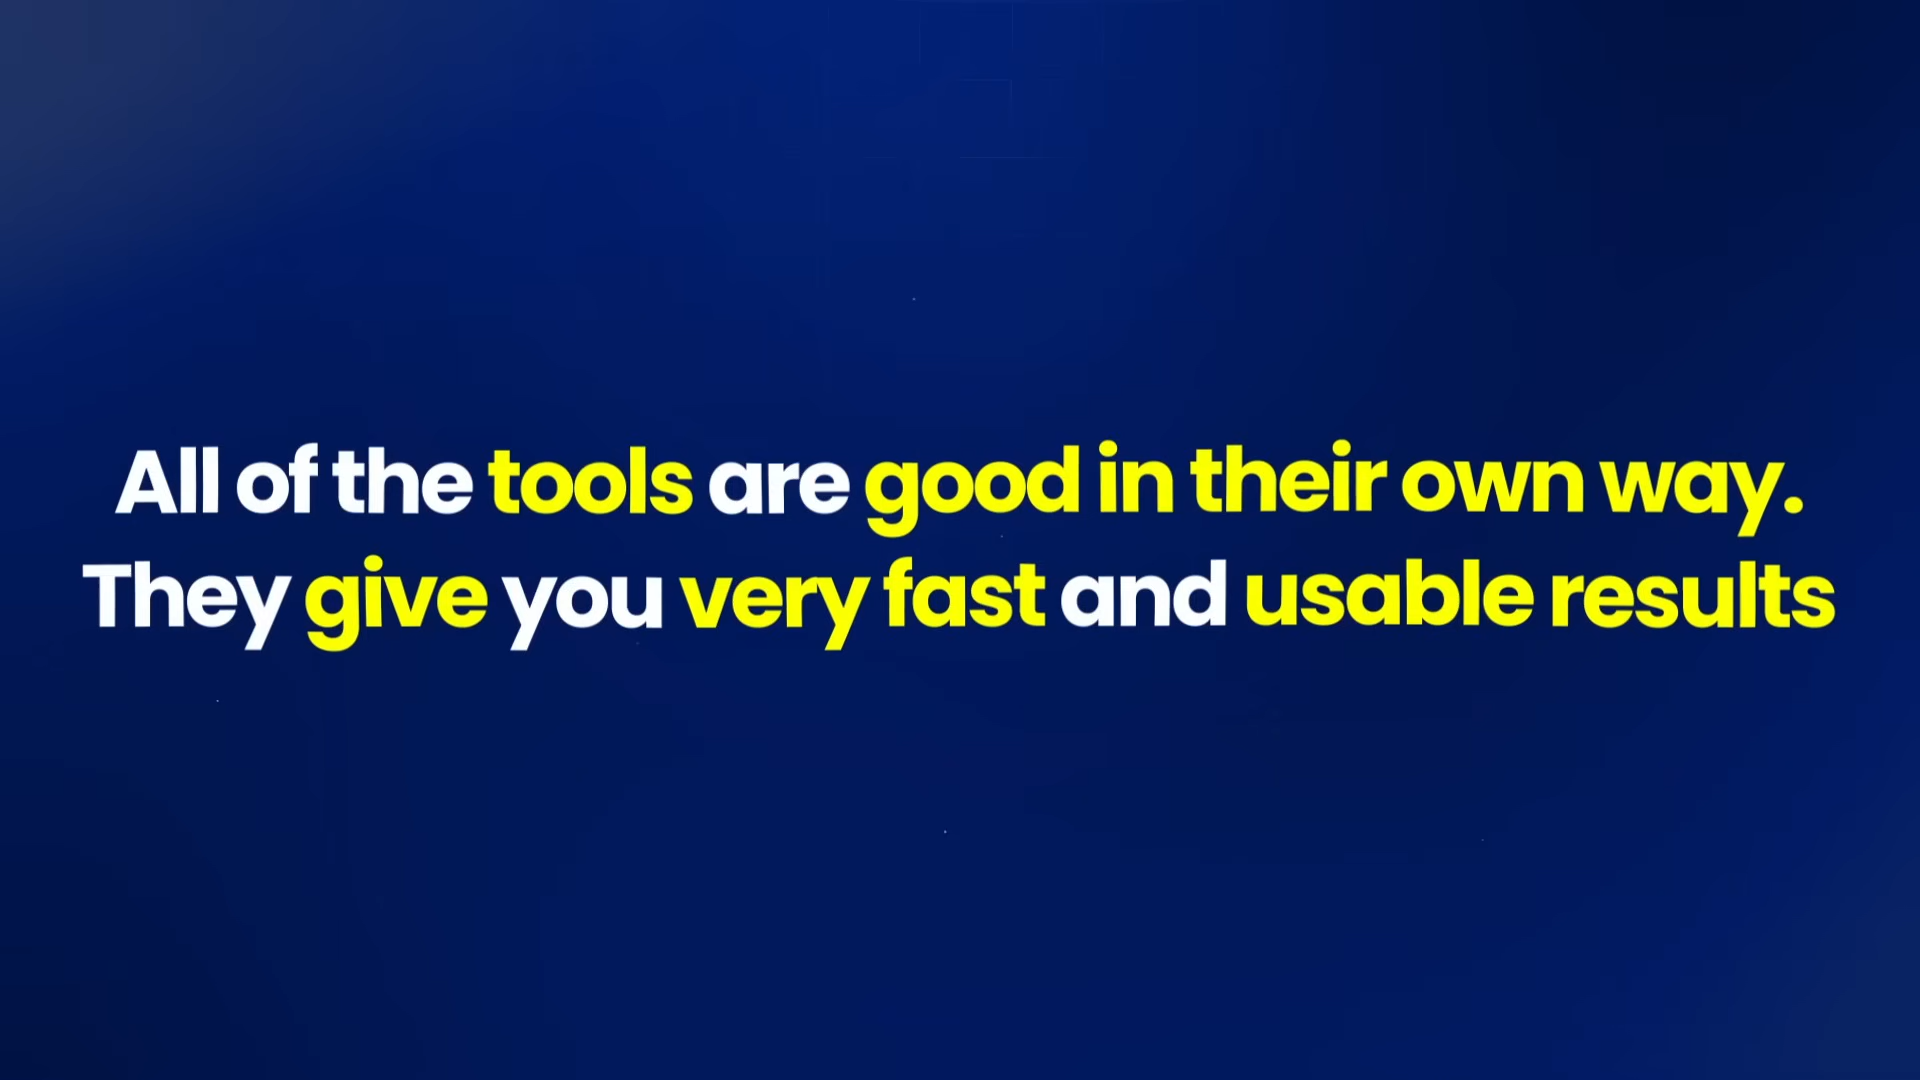 All of the tools are good in their own way.
They give you very fast and usable results